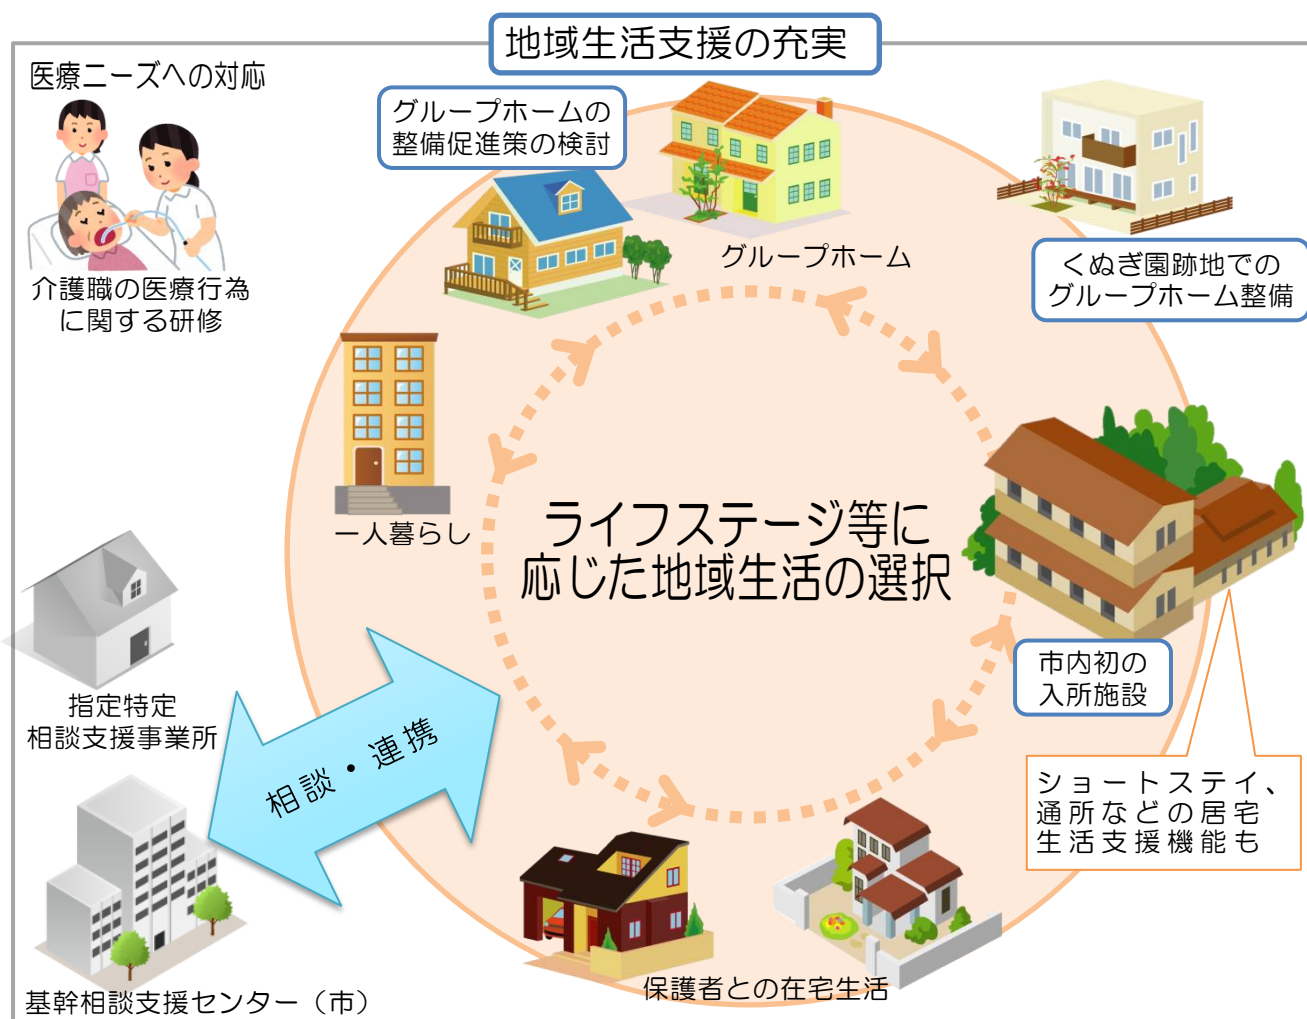 地域生活支援の充実
医療ニーズへの対応
介護職の医療行為
に関する研修
グループホームの
整備促進策の検討
グループホーム
くぬぎ園跡地での
グループホーム整備
一人暮らし
ライフステージ等に
応じた地域生活の選択
市内初の
入所施設
ショートステイ、
通所などの居宅
生活支援機能も
指定特定
相談支援事業所
相談・連携
基幹相談支援センター（市）
保護者との在宅生活